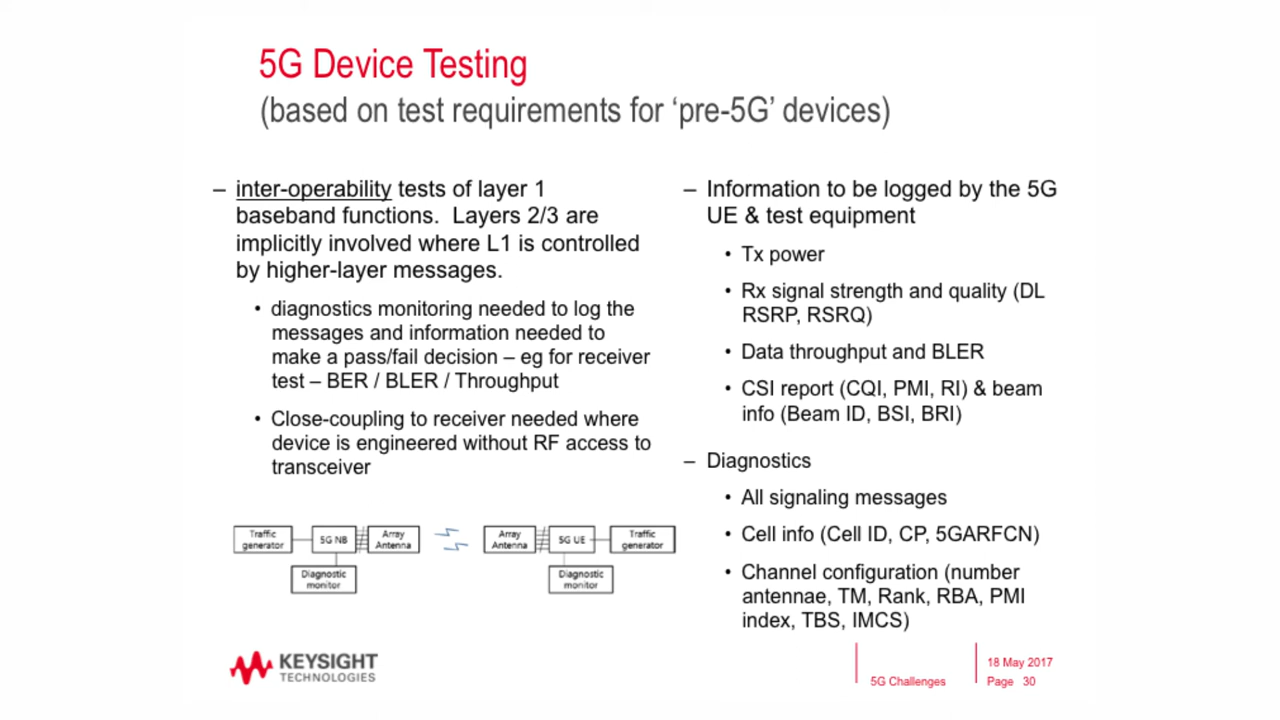 5G Device Testing
(based on test requirements for ‘pre-5G’ devices)
– inter-operability tests of layer 1
baseband functions.  Layers 2/3 are
implicitly involved where L1 is controlled
by higher-layer messages.
• diagnostics monitoring needed to log the
messages and information needed to
make a pass/fail decision – eg for receiver
test – BER / BLER / Throughput
• Close-coupling to receiver needed where
device is engineered without RF access to
transceiver
Traffic
generator
5G NB
Array
Antenna
Diagnostic
monitor
Array
Antenna
5G UE
Traffic
generator
Diagnostic
monitor
– Information to be logged by the 5G
UE & test equipment
• Tx power
• Rx signal strength and quality (DL
RSRP, RSRQ)
• Data throughput and BLER
• CSI report (CQI, PMI, RI) & beam
info (Beam ID, BSI, BRI)
– Diagnostics
• All signaling messages
• Cell info (Cell ID, CP, 5GARFCN)
• Channel configuration (number
antennae, TM, Rank, RBA, PMI
index, TBS, IMCS)
KEYSIGHT
TECHNOLOGIES
5G Challenges
18 May 2017
Page 30